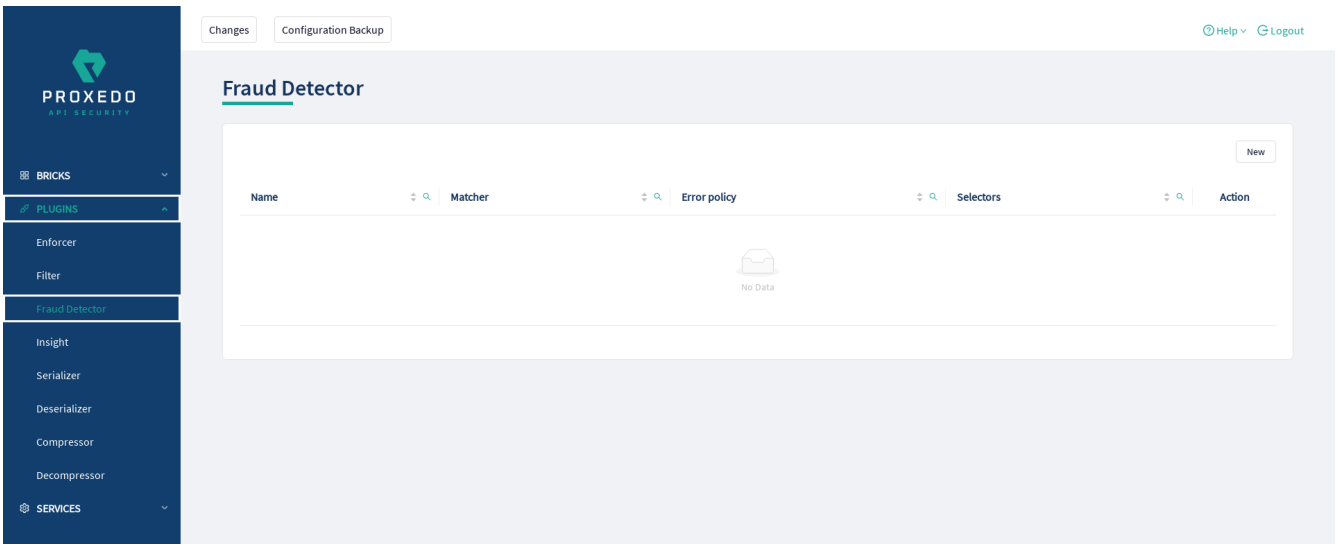 Changes Configuration Backup Help Logout
PROXEDO
API SECURITY
Fraud Detector
New
BRICKS
Name Matcher Error policy Selectors Action
PLUGINS
Enforcer
Filter
No Data
Fraud Detector
Insight
Serializer
Deserializer
Compressor
Decompressor
SERVICES